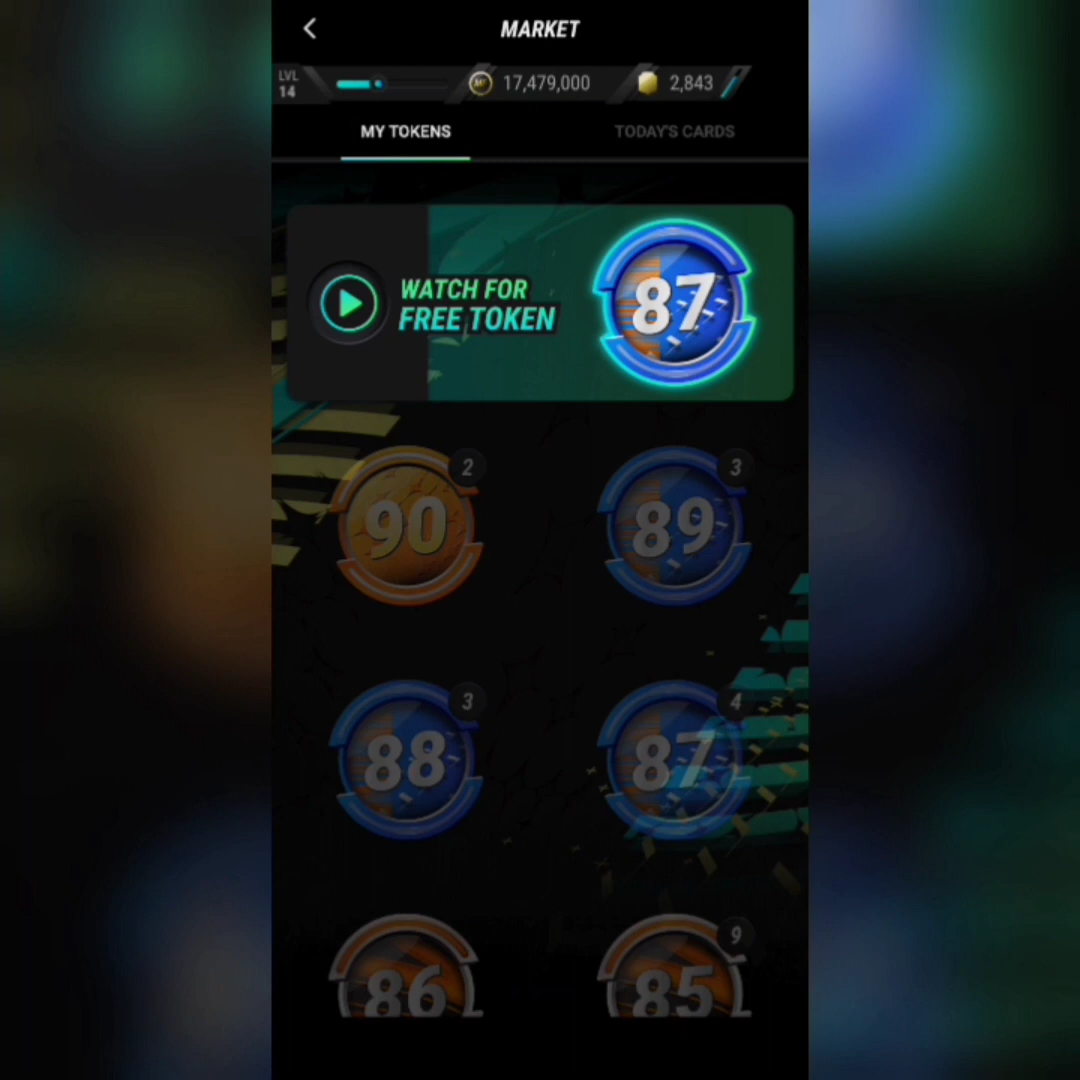 MARKET
LVL
14
17,479,000
2,843
MY TOKENS
TODAY'S CARDS
WATCH FOR
FREE TOKEN
87
2
90
3
89
3
88
4
87
86
9
85